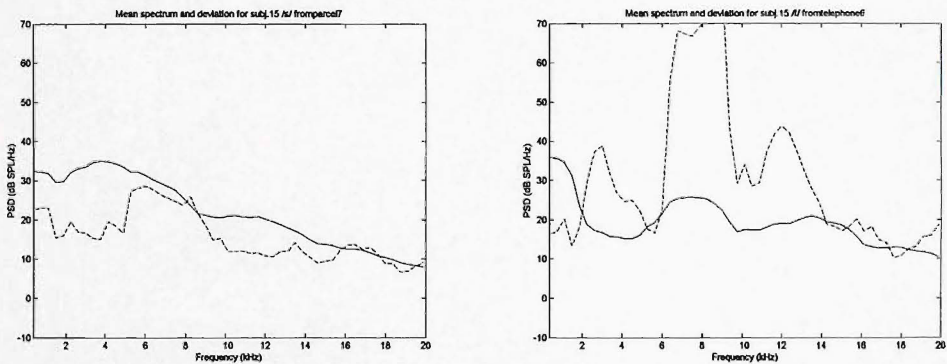 Mean spectrum and deviation for subj.15 /s/ fromparcel7
70
60
50
40
30
20
10
0
-10
PSD (dB SPL/Hz)
2 4 6 8 10 12 14 16 18 20
Frequency (kHz)
Mean spectrum and deviation for subj.15 /f/ fromtelephone6
70
60
50
40
30
20
10
0
-10
PSD (dB SPL/Hz)
2 4 6 8 10 12 14 16 18 20
Frequency (kHz)